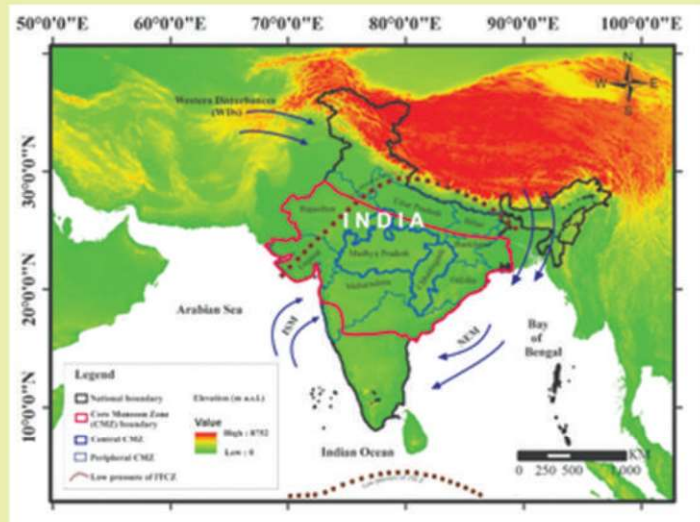 50°0'0"E 60°0'0"E 70°0'0"E 80°0'0"E 90°0'0"E 100°0'0"E
N
W E
S
Western Disturbances
(WDs)
30°0'0"N
Rajasthan
Uttar Pradesh
Bihar
INDIA
Jharkhand
Madhya Pradesh
Chhattisgarh
Maharashtra
Odisha
20°0'0"N
Arabian Sea
ISM
NEM
Bay
of
Bengal
Legend
National boundary
Core Monsoon Zone
(CMZ) boundary
Central CMZ
Peripheral CMZ
Low pressure of ITCZ
Elevation (m a.s.l.)
Value
High : 8752
Low : 0
10°0'0"N
Indian Ocean
KM
0 250 500 1,000